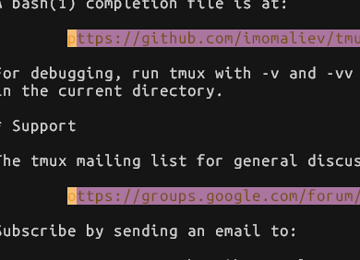 A bash(1) completion file is at:
https://github.com/imomaliev/tmu
For debugging, run tmux with -v and -vv
in the current directory.
* Support
The tmux mailing list for general discus
https://groups.google.com/forum/
Subscribe by sending an email to: